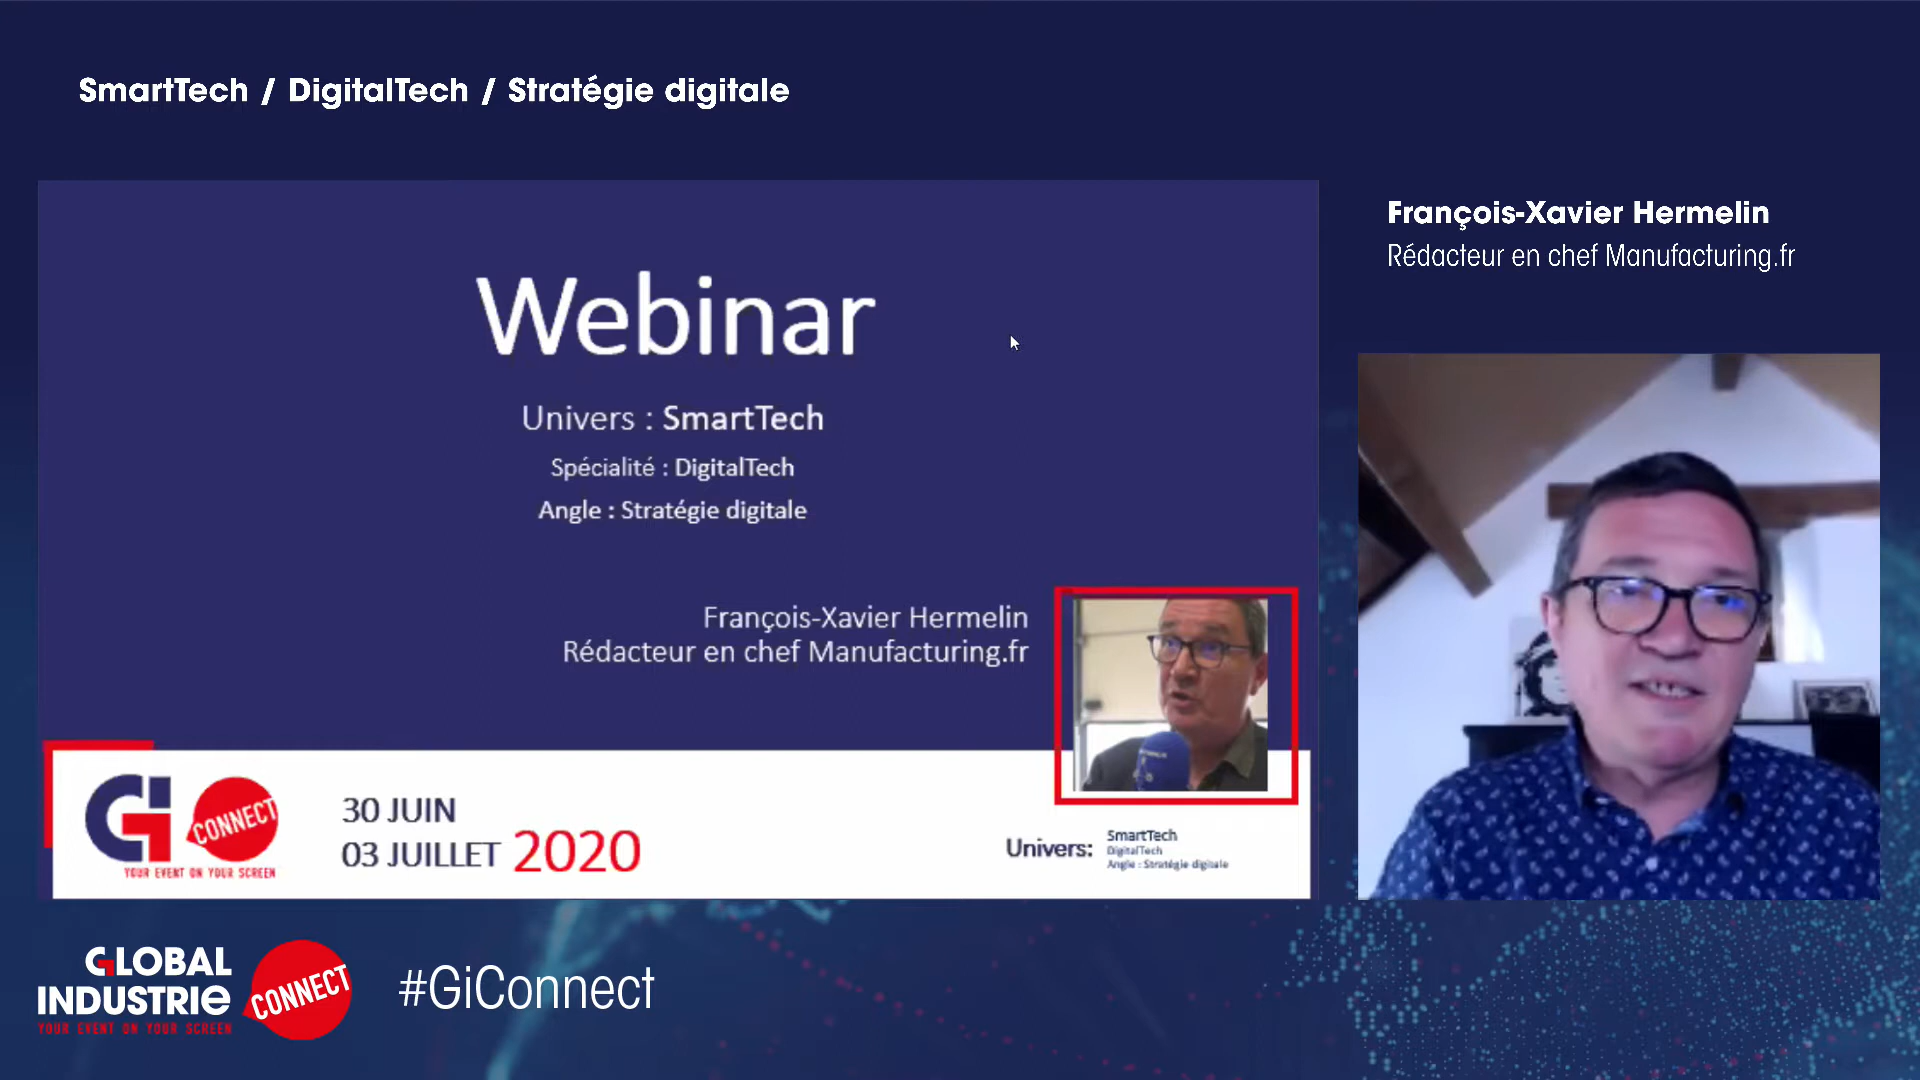 SmartTech / DigitalTech / Stratégie digitale
François-Xavier Hermelin
Rédacteur en chef Manufacturing.fr
Webinar
Univers : SmartTech
Spécialité : DigitalTech
Angle : Stratégie digitale
François-Xavier Hermelin
Rédacteur en chef Manufacturing.fr
GI CONNECT
YOUR EVENT ON YOUR SCREEN
30 JUIN
03 JUILLET 2020
Univers:
SmartTech
DigitalTech
Angle : Stratégie digitale
GLOBAL
INDUSTRIE
CONNECT
YOUR EVENT ON YOUR SCREEN
#GiConnect